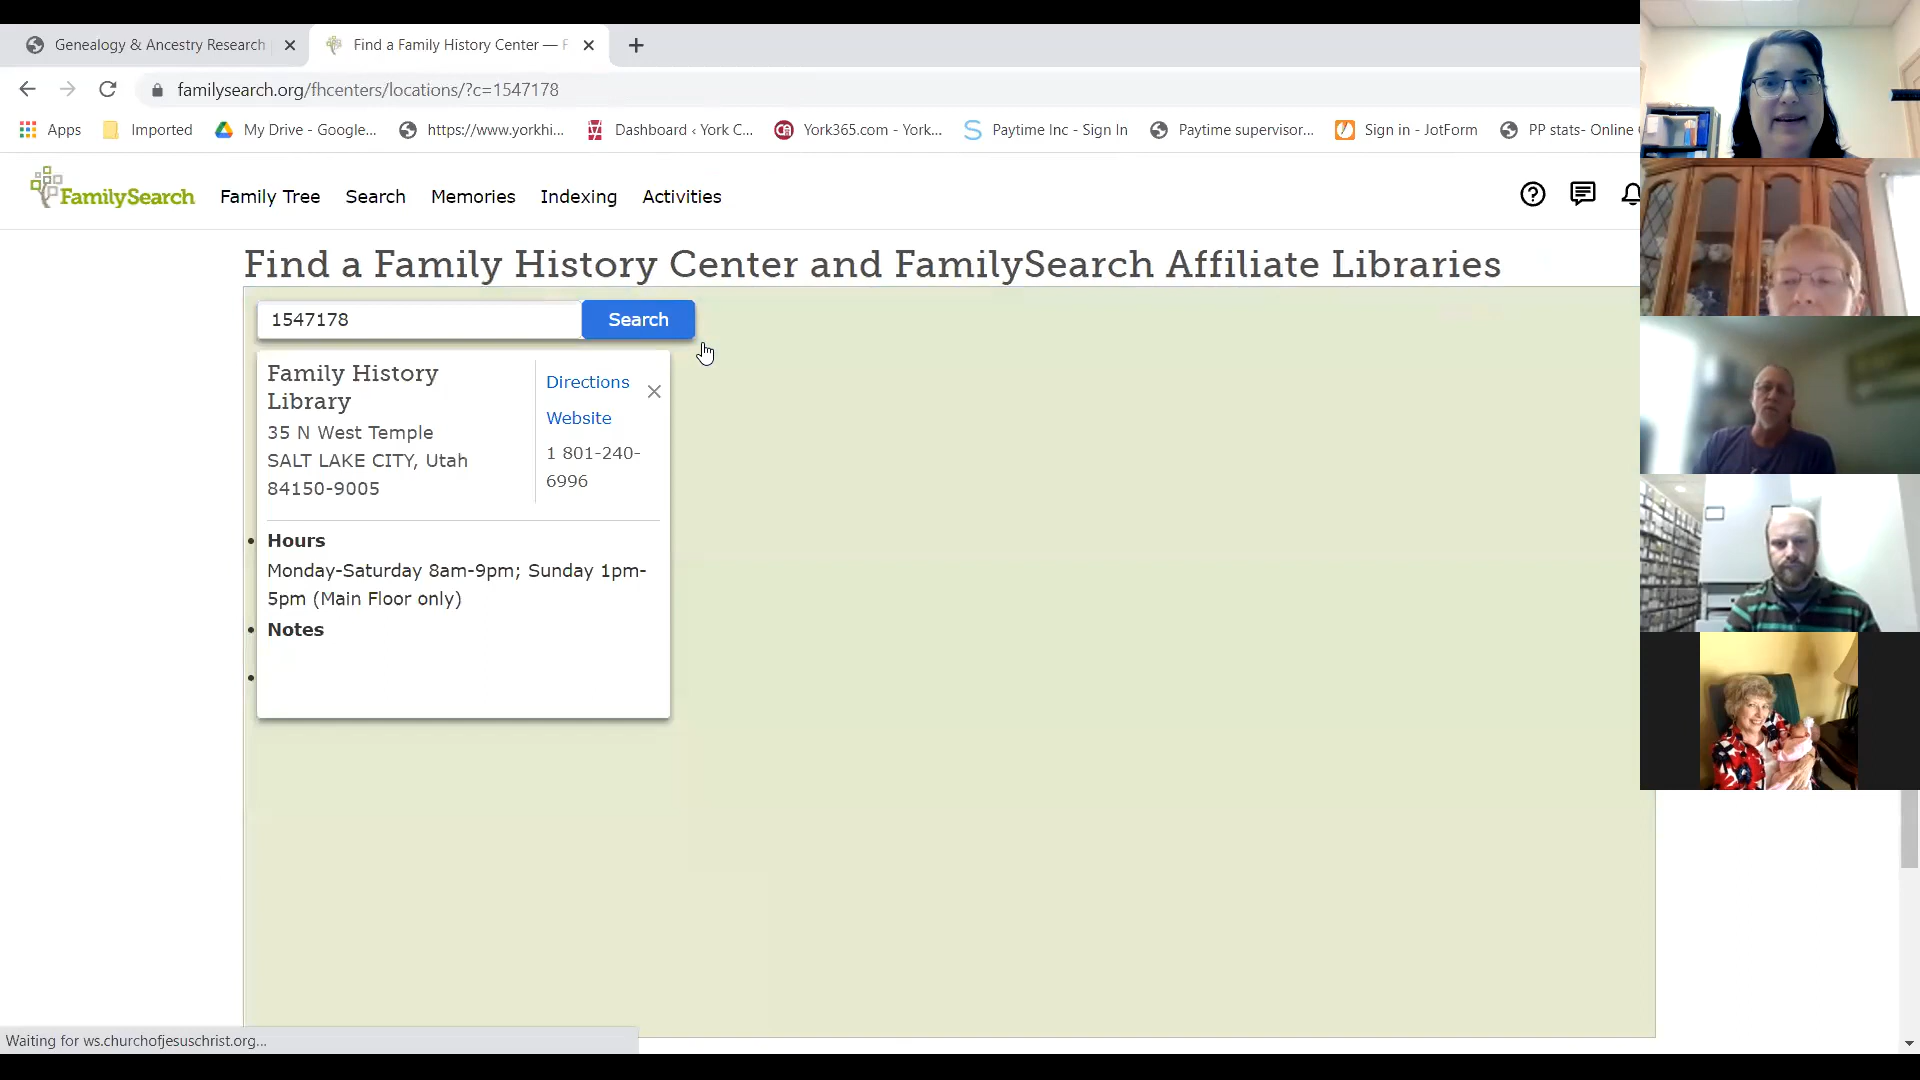 Genealogy & Ancestry Research
Find a Family History Center — F
familysearch.org/fhcenters/locations/?c=1547178
Apps
Imported
My Drive - Google...
https://www.yorkhi...
Dashboard ‹ York C...
York365.com - York...
Paytime Inc - Sign In
Paytime supervisor...
Sign in - JotForm
PP stats- Online
FamilySearch
Family Tree
Search
Memories
Indexing
Activities
Find a Family History Center and FamilySearch Affiliate Libraries
1547178
Search
Family History
Library
35 N West Temple
SALT LAKE CITY, Utah
84150-9005
Directions
Website
1 801-240-
6996
Hours
Monday-Saturday 8am-9pm; Sunday 1pm-
5pm (Main Floor only)
Notes
Waiting for ws.churchofjesuschrist.org...